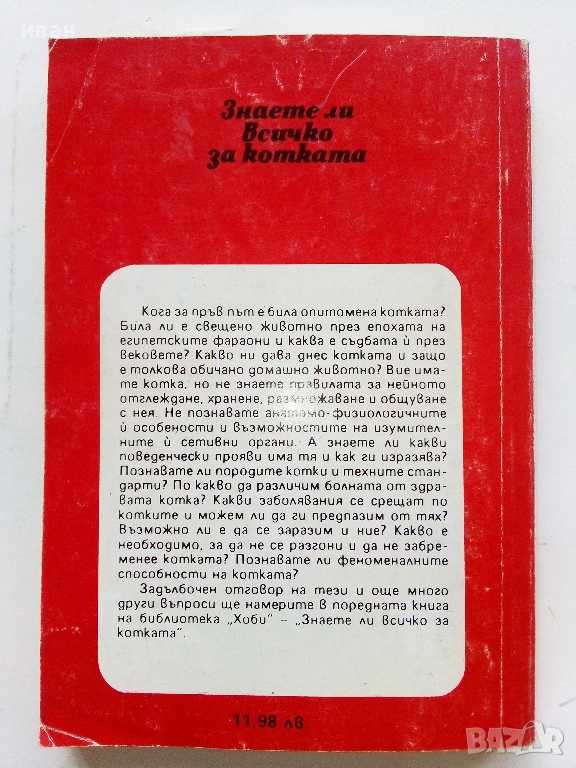 иван
Знаете ли
всичко
за котката
Кога за пръв път е била опитомена котката?
Била ли е свещено животно през епохата на
египетските фараони и каква е съдбата ѝ през
вековете? Какво ни дава днес котката и защо
е толкова обичано домашно животно? Вие има-
те котка, но не знаете правилата за нейното
отглеждане, хранене, размножаване и общуване
с нея. Не познавате анатомо-физиологичните
ѝ особености и възможностите на изумител-
ните ѝ сетивни органи. А знаете ли какви
поведенчески прояви има тя и как ги изразява?
Познавате ли породите котки и техните стан-
дарти? По какво да различим болната от здра-
вата котка? Какви заболявания се срещат по
котките и можем ли да ги предпазим от тях?
Възможно ли е да се заразим и ние? Какво е
необходимо, за да не се разгони и да не забре-
менее котката? Познавате ли феноменалните
способности на котката?
Задълбочен отговор на тези и още много
други въпроси ще намерите в поредната книга
на библиотека „Хоби" – „Знаете ли всичко за
котката".
11,98 лв.
BAZAR.BG